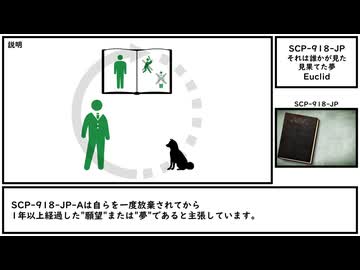 説明
SCP-918-JP
それは誰かが見た
見果てた夢
Euclid
SCP-918-JP
SCP-918-JP-Aは自らを一度放棄されてから
1年以上経過した"願望"または"夢"であると主張しています。